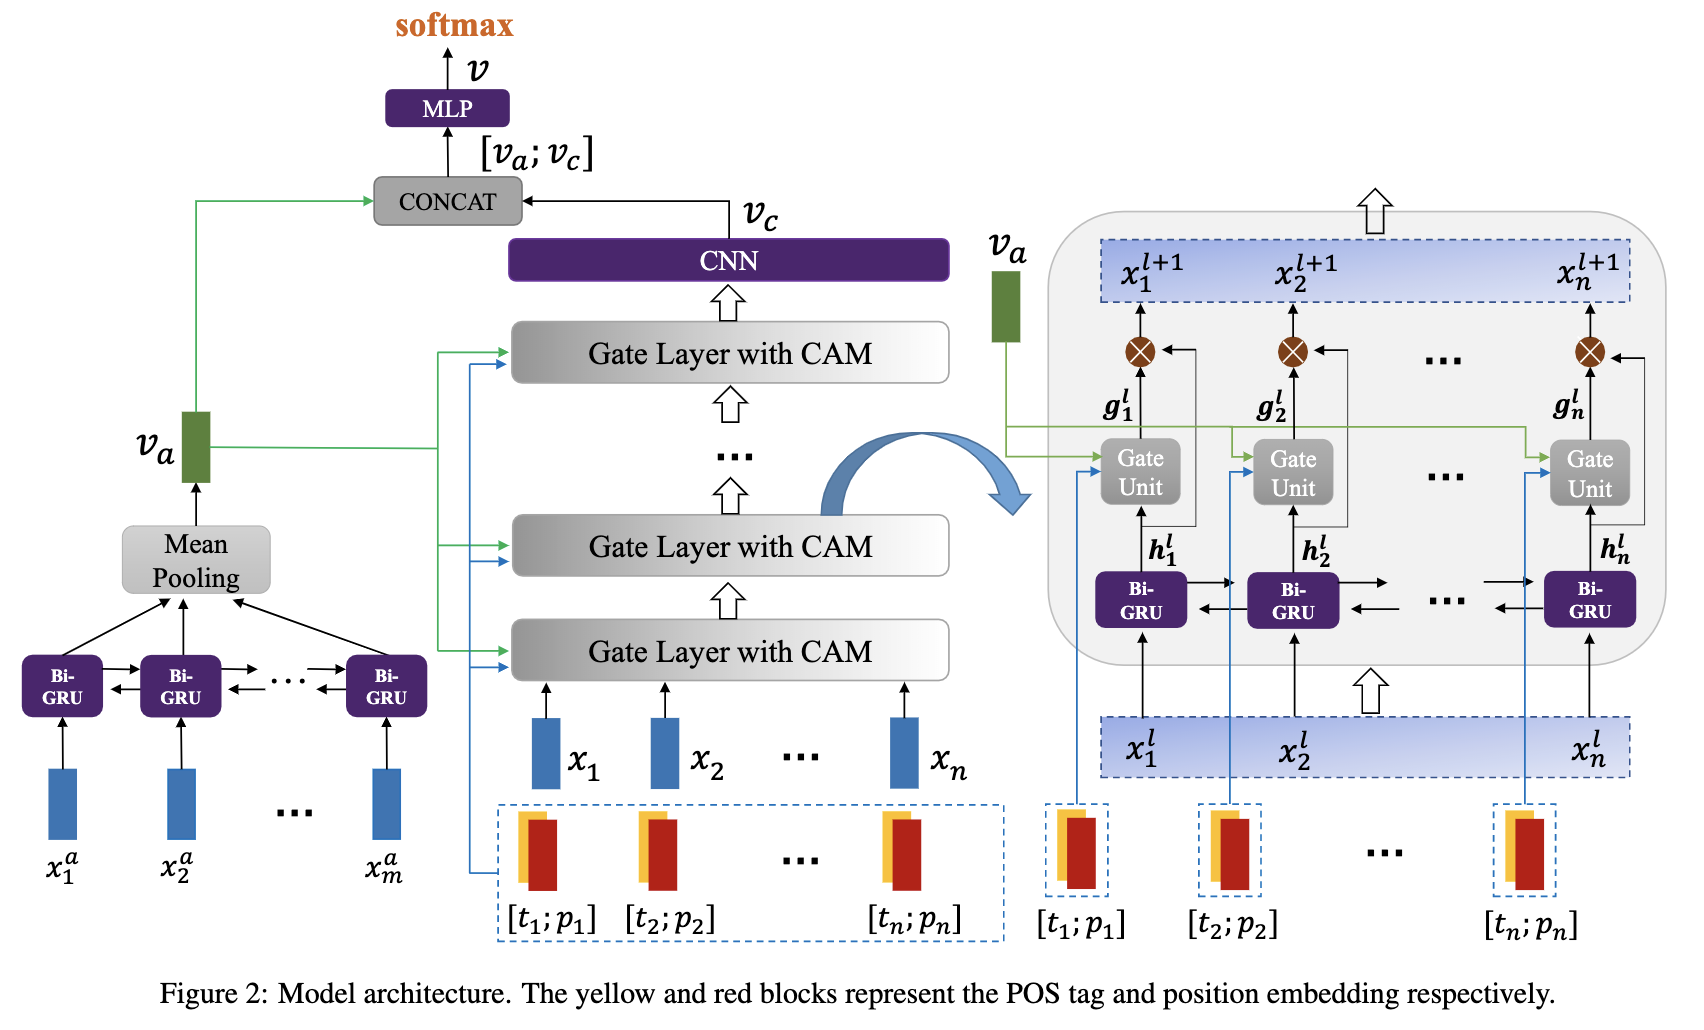 softmax
v
MLP
[v_a; v_c]
CONCAT
v_c
CNN
Gate Layer with CAM
...
Gate Layer with CAM
Gate Layer with CAM
v_a
Mean
Pooling
Bi-
GRU
Bi-
GRU
...
Bi-
GRU
x_1^a
x_2^a
...
x_m^a
x_1
x_2
...
x_n
...
[t_1; p_1]
[t_2; p_2]
[t_n; p_n]
v_a
x_1^{l+1}
x_2^{l+1}
x_n^{l+1}
...
g_1^l
g_2^l
g_n^l
Gate
Unit
Gate
Unit
...
Gate
Unit
h_1^l
h_2^l
h_n^l
Bi-
GRU
Bi-
GRU
...
Bi-
GRU
x_1^l
x_2^l
x_n^l
...
[t_1; p_1]
[t_2; p_2]
[t_n; p_n]
Figure 2: Model architecture. The yellow and red blocks represent the POS tag and position embedding respectively.